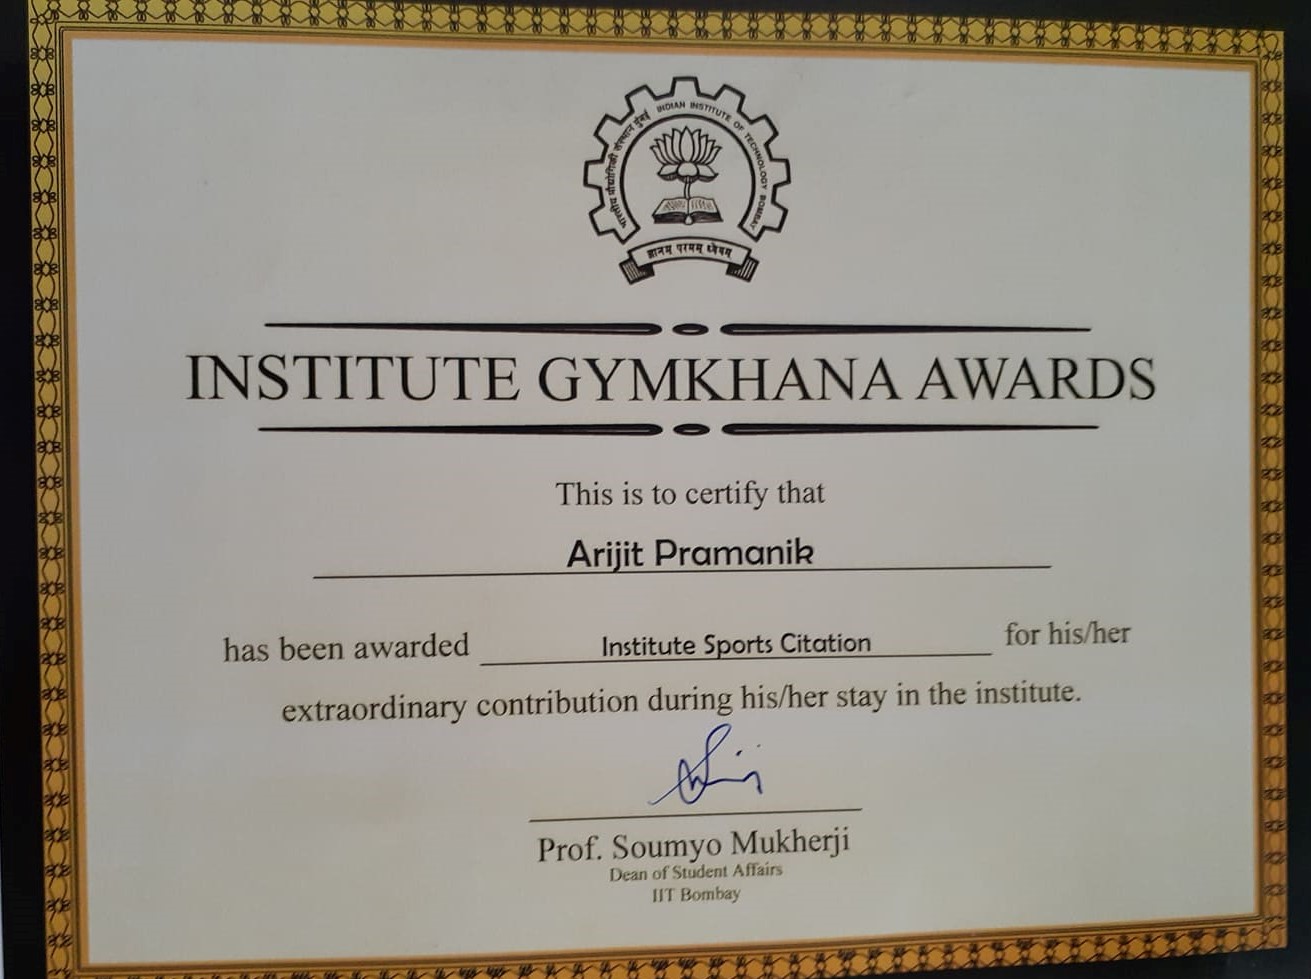 भारतीय प्रौद्योगिकी संस्थान मुंबई
INDIAN INSTITUTE OF TECHNOLOGY BOMBAY
ज्ञानम् परमम् ध्येयम्
INSTITUTE GYMKHANA AWARDS
This is to certify that
Arijit Pramanik
has been awarded Institute Sports Citation for his/her
extraordinary contribution during his/her stay in the institute.
Prof. Soumyo Mukherji
Dean of Student Affairs
IIT Bombay